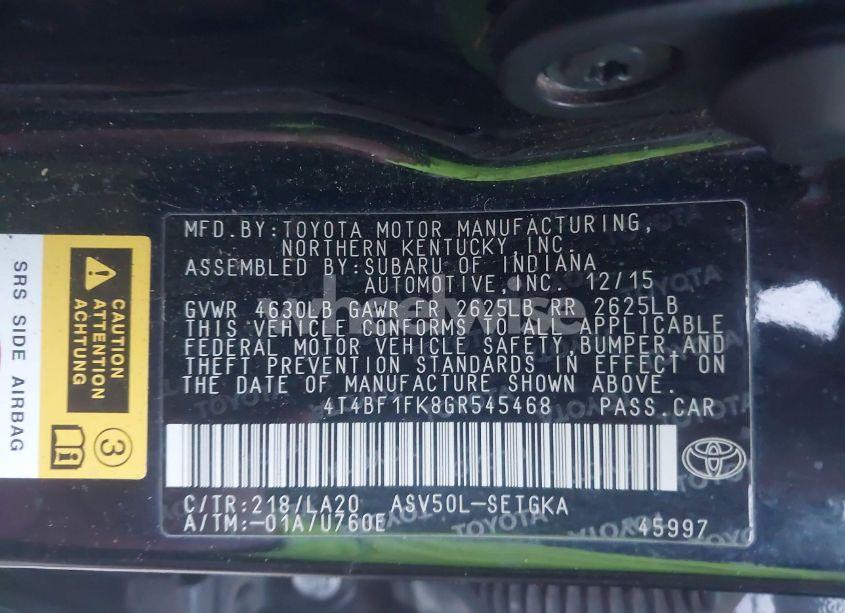 MFD.BY:TOYOTA MOTOR MANUFACTURING,
NORTHERN KENTUCKY,INC.
ASSEMBLED BY:SUBARU OF INDIANA
AUTOMOTIVE,INC. 12/15
GVWR 4630LB GAWR FR 2625LB RR 2625LB
THIS VEHICLE CONFORMS TO ALL APPLICABLE
FEDERAL MOTOR VEHICLE SAFETY,BUMPER,AND
THEFT PREVENTION STANDARDS IN EFFECT ON
THE DATE OF MANUFACTURE SHOWN ABOVE.
4T4BF1FK8GR545468 PASS.CAR
C/TR:218/LA20 ASV50L-SETGKA
A/TM:-01A/U760E 45997
SRS SIDE AIRBAG
CAUTION
ATTENTION
ACHTUNG
3
wheelwise